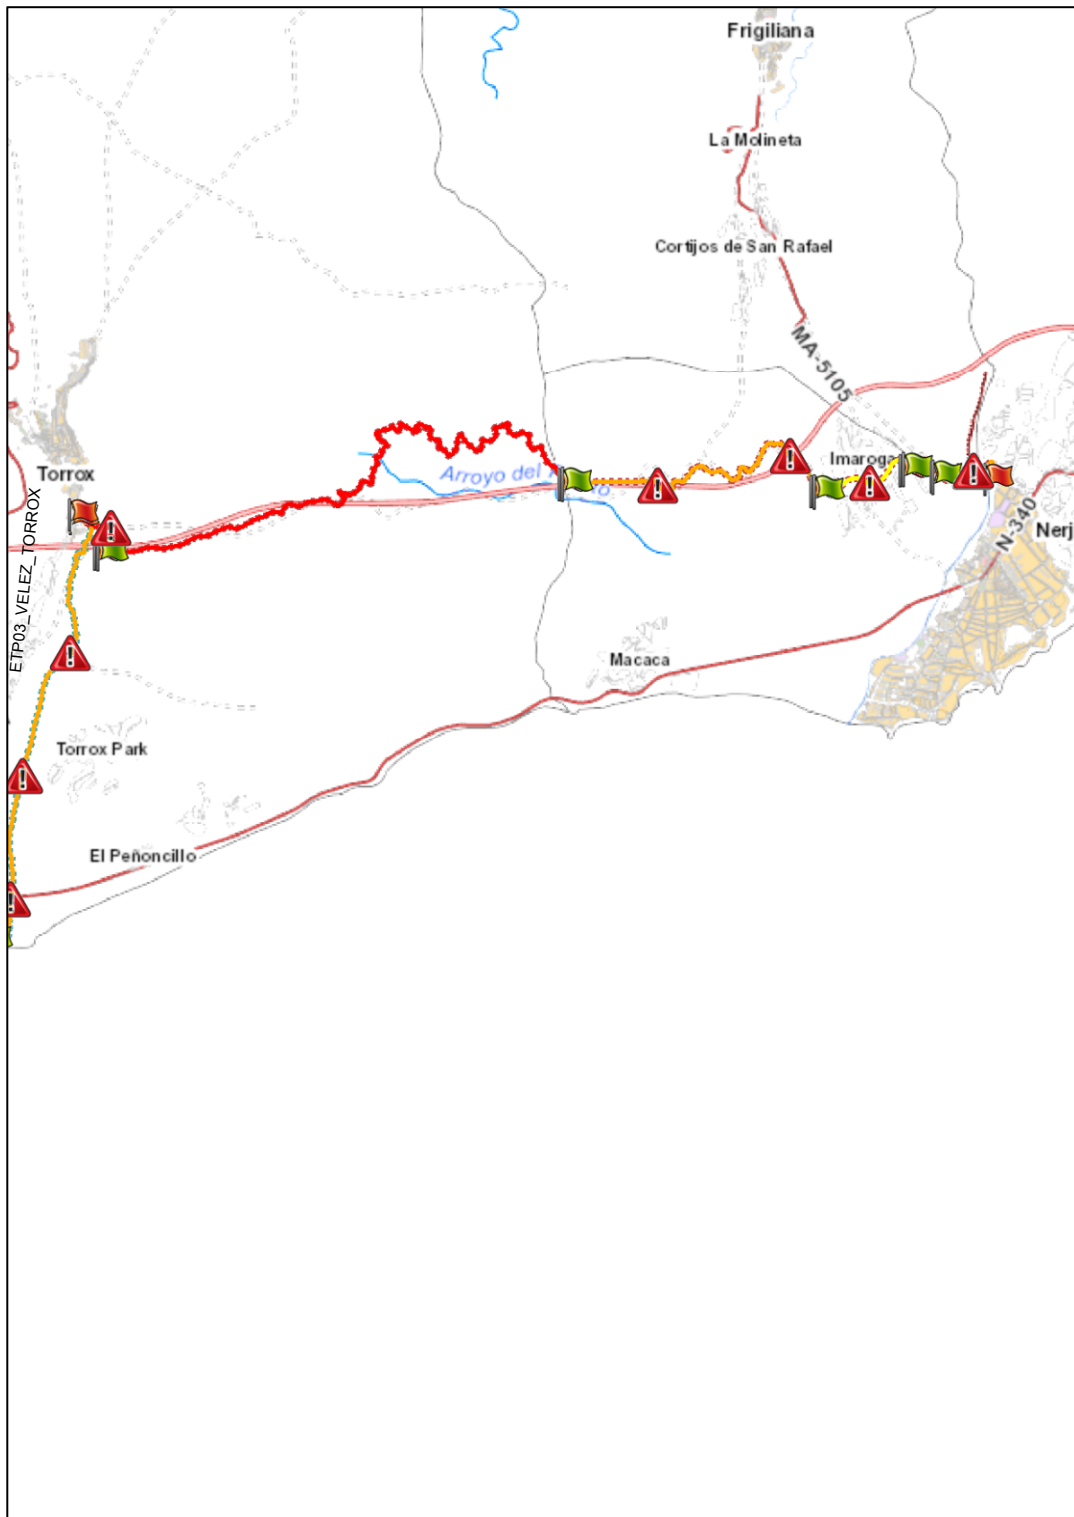 Frigiliana
La Molineta
Cortijos de San Rafael
MA-5105
Imaroga
Torrox
Arroyo del
ETP03_VELEZ_TORROX
N-340
Nerj
Macaca
Torrox Park
El Peñoncillo